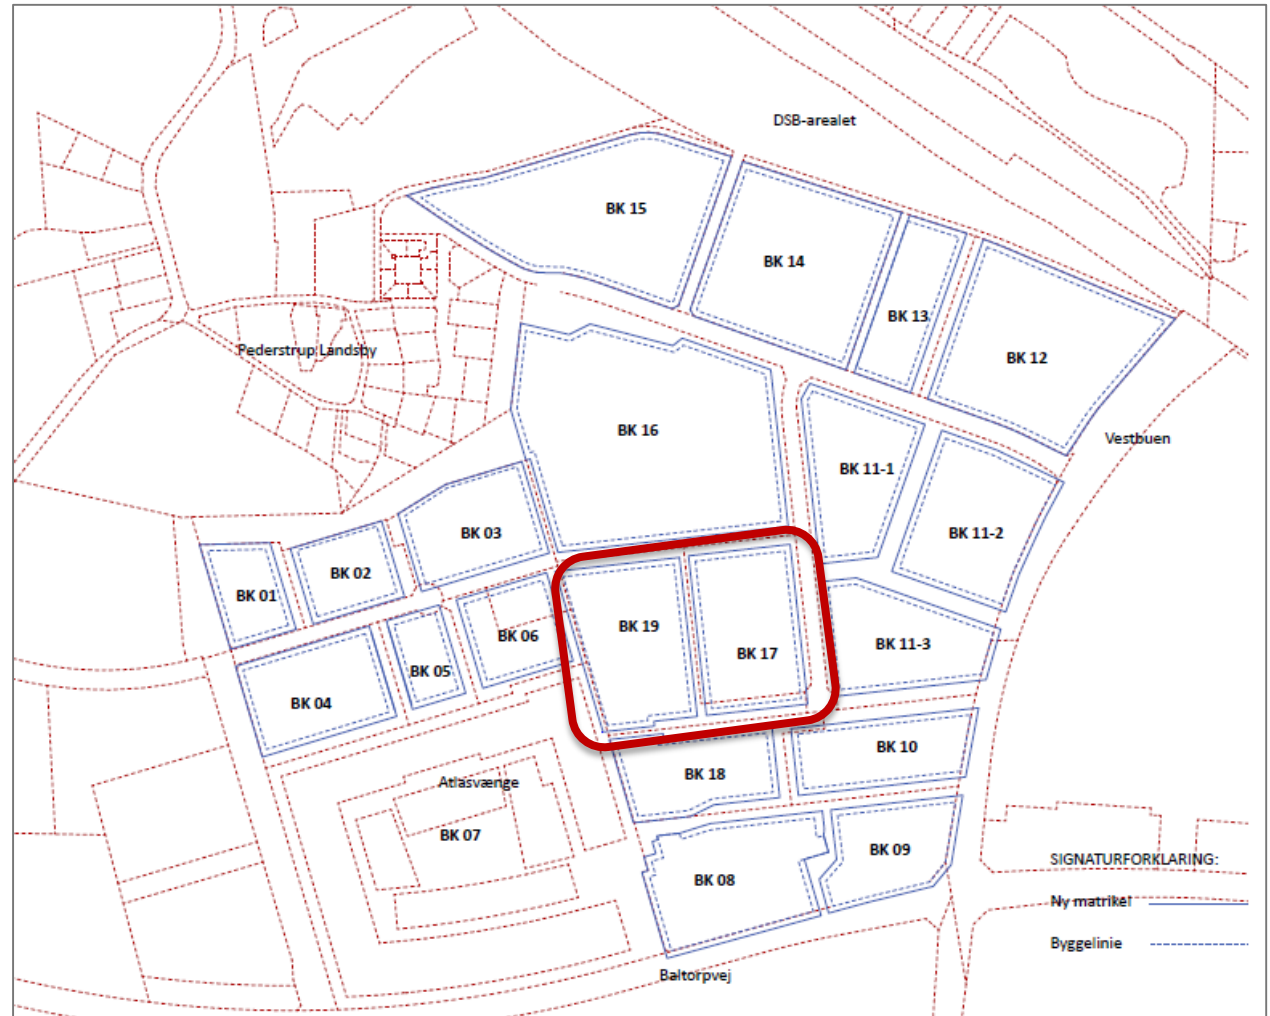 DSB-arealet
BK 15
BK 14
BK 13
BK 12
Pederstrup Landsby
BK 16
Vestbuen
BK 11-1
BK 11-2
BK 03
BK 02
BK 01
BK 19
BK 06
BK 17
BK 11-3
BK 05
BK 04
BK 10
BK 18
Atlasvænge
BK 07
BK 09
BK 08
SIGNATURFORKLARING:
Ny matrikel
Byggelinie
Baltorpvej